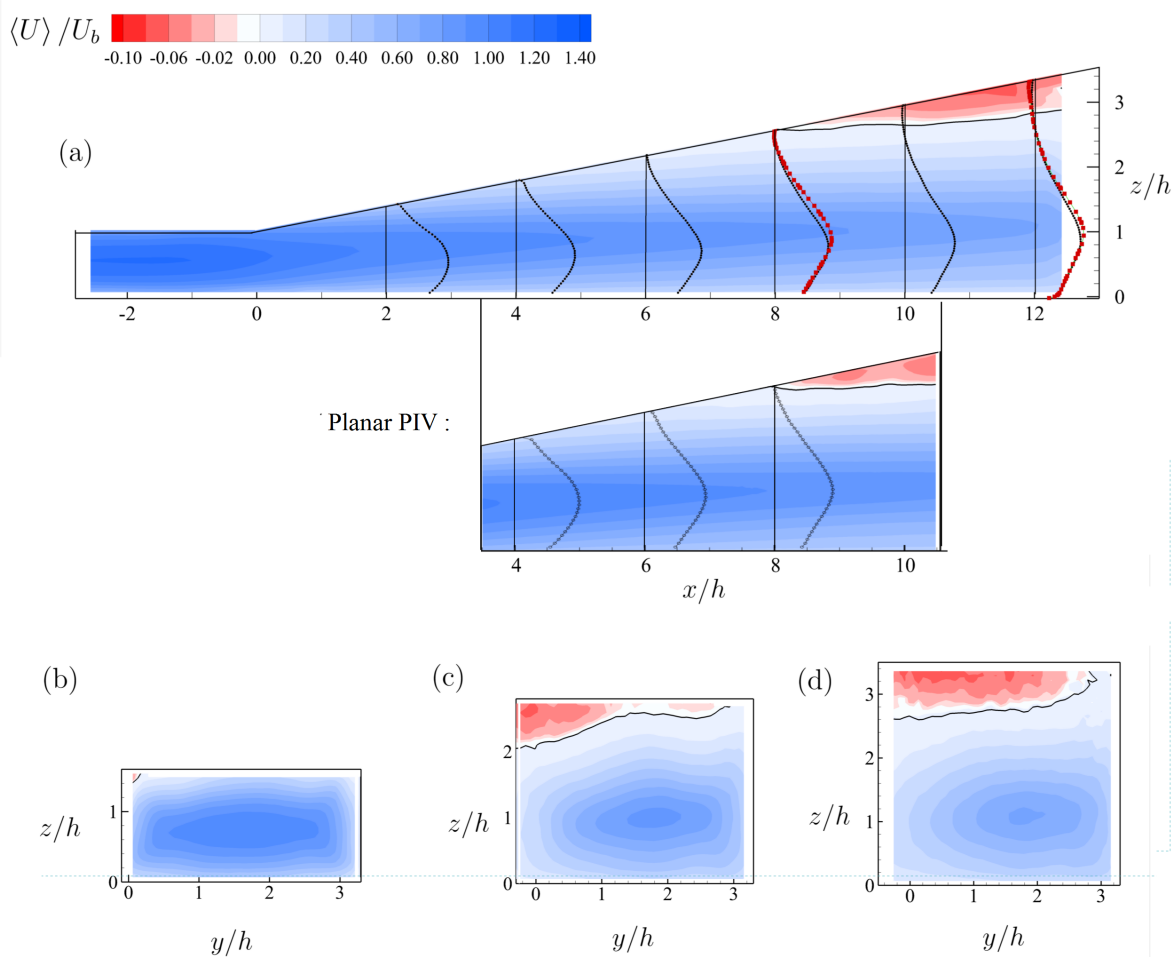 ⟨U⟩ /U_b
-0.10 -0.06 -0.02 0.00 0.20 0.40 0.60 0.80 1.00 1.20 1.40
(a)
3
2
z/h
1
0
-2 0 2 4 6 8 10 12
Planar PIV :
4 6 8 10
x/h
(b)
1
z/h
0
0 1 2 3
y/h
(c)
2
z/h
1
0
0 1 2 3
y/h
(d)
3
2
z/h
1
0
0 1 2 3
y/h